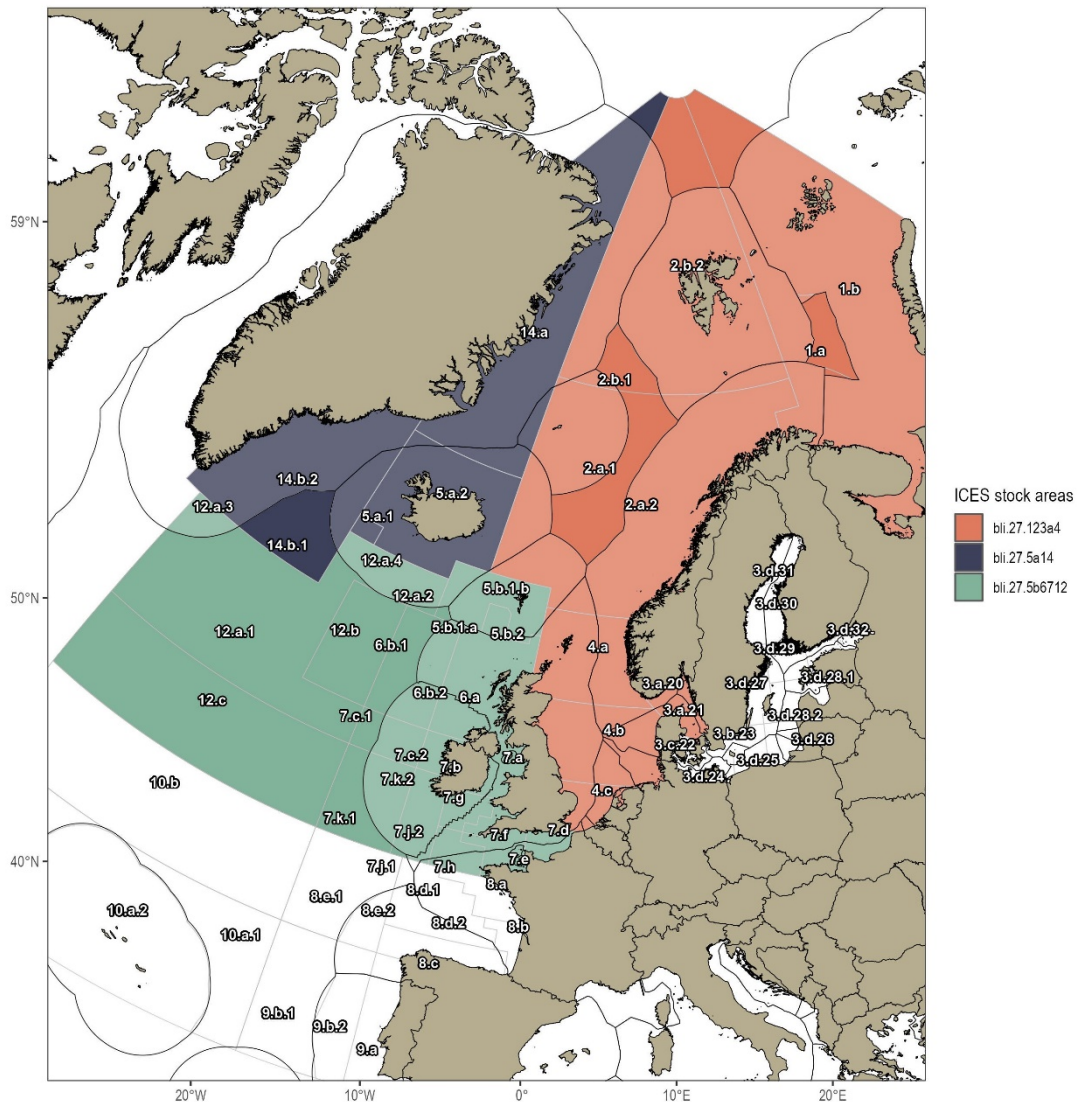 59°N
50°N
40°N
2.b.2
1.b
14.a
1.a
2.b.1
2.a.1
14.b.2
5.a.2
12.a.3
5.a.1
2.a.2
14.b.1
12.a.4
3.d.31
5.b.1.b
12.a.2
3.d.30
12.a.1
12.b
5.b.1.a
5.b.2
3.d.32
6.b.1
4.a
3.d.29
3.a.20
3.d.27
3.d.28.1
6.b.2
6.a
12.c
7.c.1
3.a.21
3.d.28.2
4.b
3.b.23
3.d.26
3.c.22
7.c.2
7.a
3.d.25
7.b
3.d.24
7.k.2
10.b
4.c
7.g
7.k.1
7.j.2
7.f
7.d
7.e
7.j.1
7.h
8.a
8.d.1
8.e.1
10.a.2
8.e.2
8.d.2
8.b
10.a.1
8.c
9.b.1
9.b.2
9.a
20°W
10°W
0°
10°E
20°E
ICES stock areas
bli.27.123a4
bli.27.5a14
bli.27.5b6712